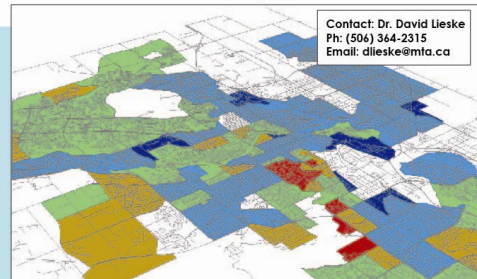 Contact: Dr. David Lieske
Ph: (506) 364-2315
Email: dlieske@mta.ca